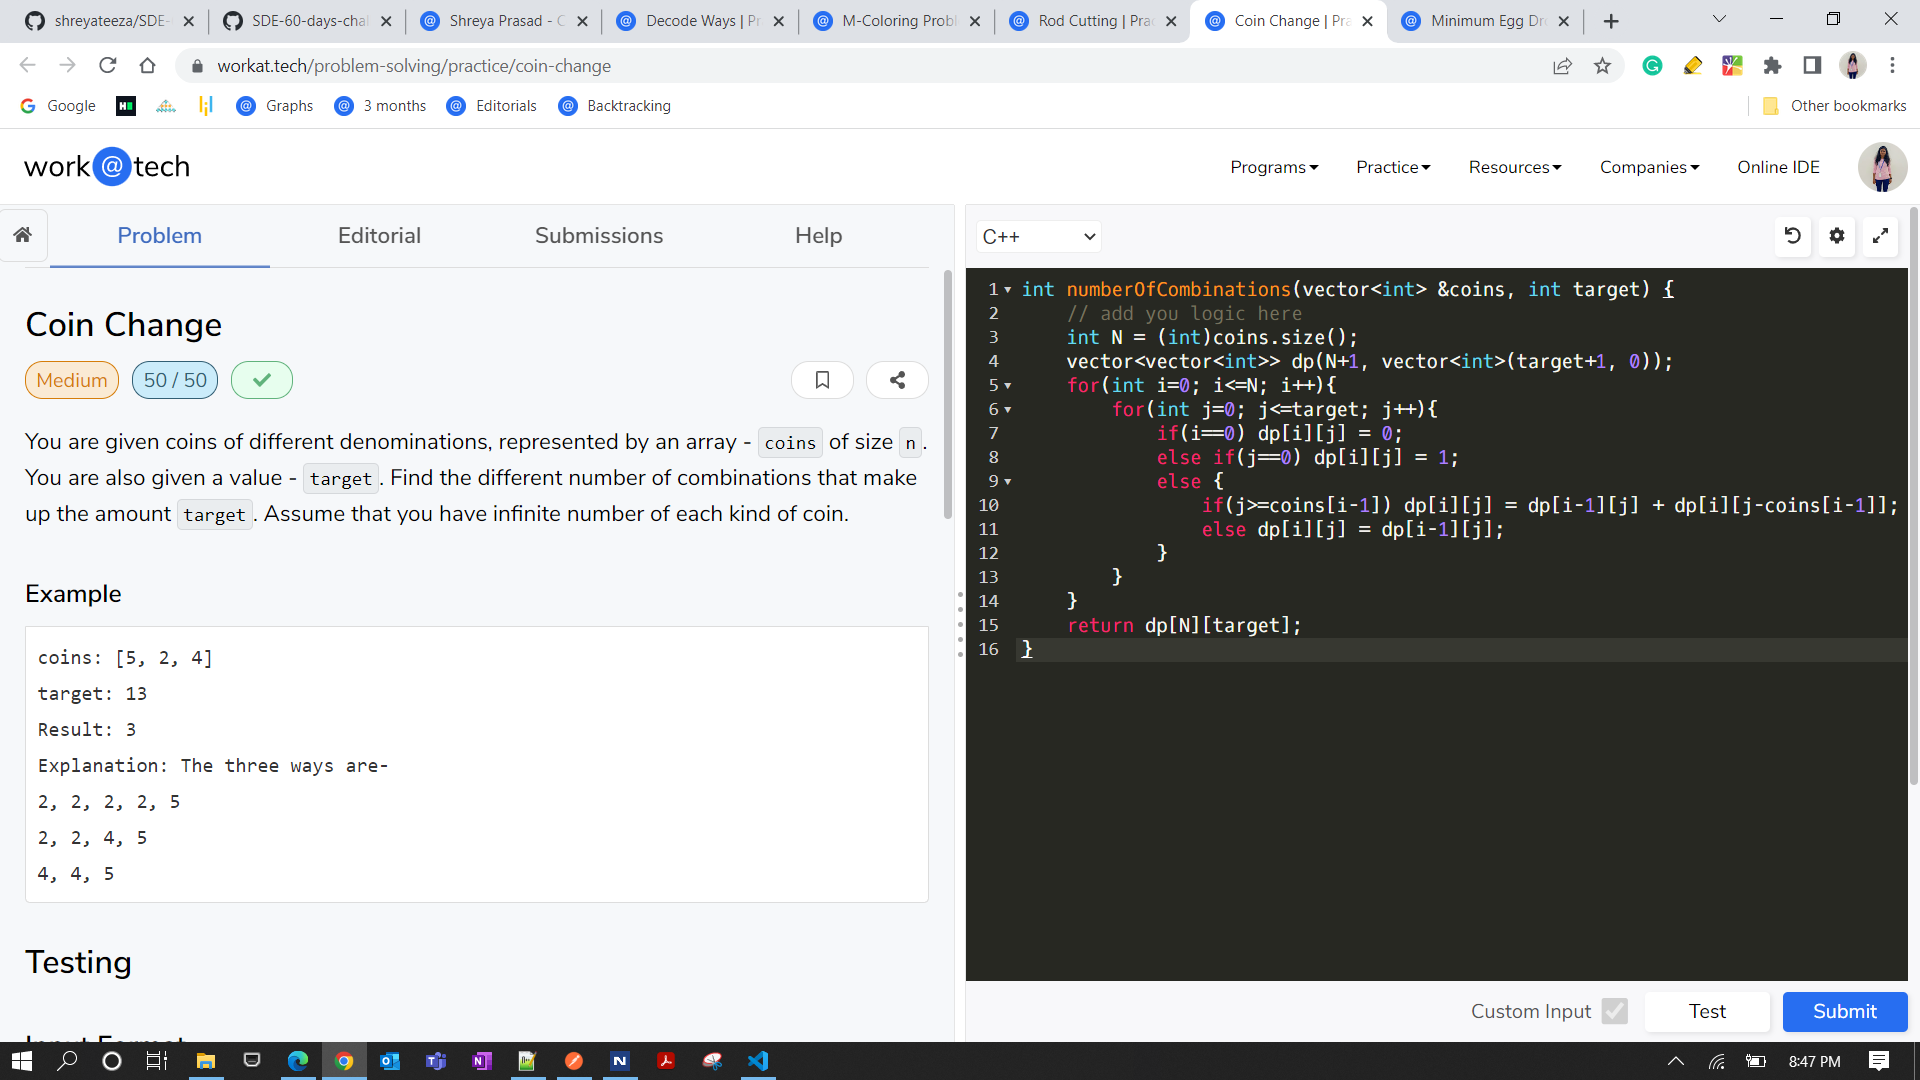 shreyateeza/SDE-
SDE-60-days-chal
Shreya Prasad - C
Decode Ways | Pr
M-Coloring Probl
Rod Cutting | Prac
Coin Change | Pra
Minimum Egg Dro
workat.tech/problem-solving/practice/coin-change
Google
Graphs
3 months
Editorials
Backtracking
Other bookmarks
work@tech
Programs
Practice
Resources
Companies
Online IDE
Problem
Editorial
Submissions
Help
C++
Coin Change
Medium
50 / 50
You are given coins of different denominations, represented by an array - coins of size n.
You are also given a value - target. Find the different number of combinations that make
up the amount target. Assume that you have infinite number of each kind of coin.
Example
coins: [5, 2, 4]
target: 13
Result: 3
Explanation: The three ways are-
2, 2, 2, 2, 5
2, 2, 4, 5
4, 4, 5
Testing
Input Format
1 int numberOfCombinations(vector<int> &coins, int target) {
2 // add you logic here
3 int N = (int)coins.size();
4 vector<vector<int>> dp(N+1, vector<int>(target+1, 0));
5 for(int i=0; i<=N; i++){
6 for(int j=0; j<=target; j++){
7 if(i==0) dp[i][j] = 0;
8 else if(j==0) dp[i][j] = 1;
9 else {
10 if(j>=coins[i-1]) dp[i][j] = dp[i-1][j] + dp[i][j-coins[i-1]];
11 else dp[i][j] = dp[i-1][j];
12 }
13 }
14 }
15 return dp[N][target];
16 }
Custom Input
Test
Submit
8:47 PM